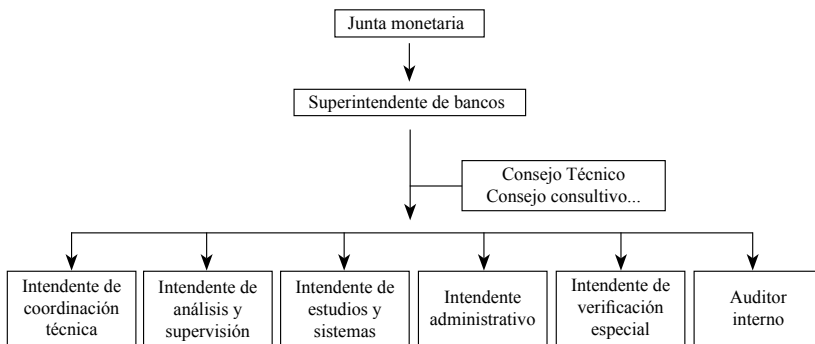 Junta monetaria
Superintendente de bancos
Consejo Técnico
Consejo consultivo...
Intendente de
coordinación
técnica
Intendente de
análisis y
supervisión
Intendente de
estudios y
sistemas
Intendente
administrativo
Intendente de
verificación
especial
Auditor
interno